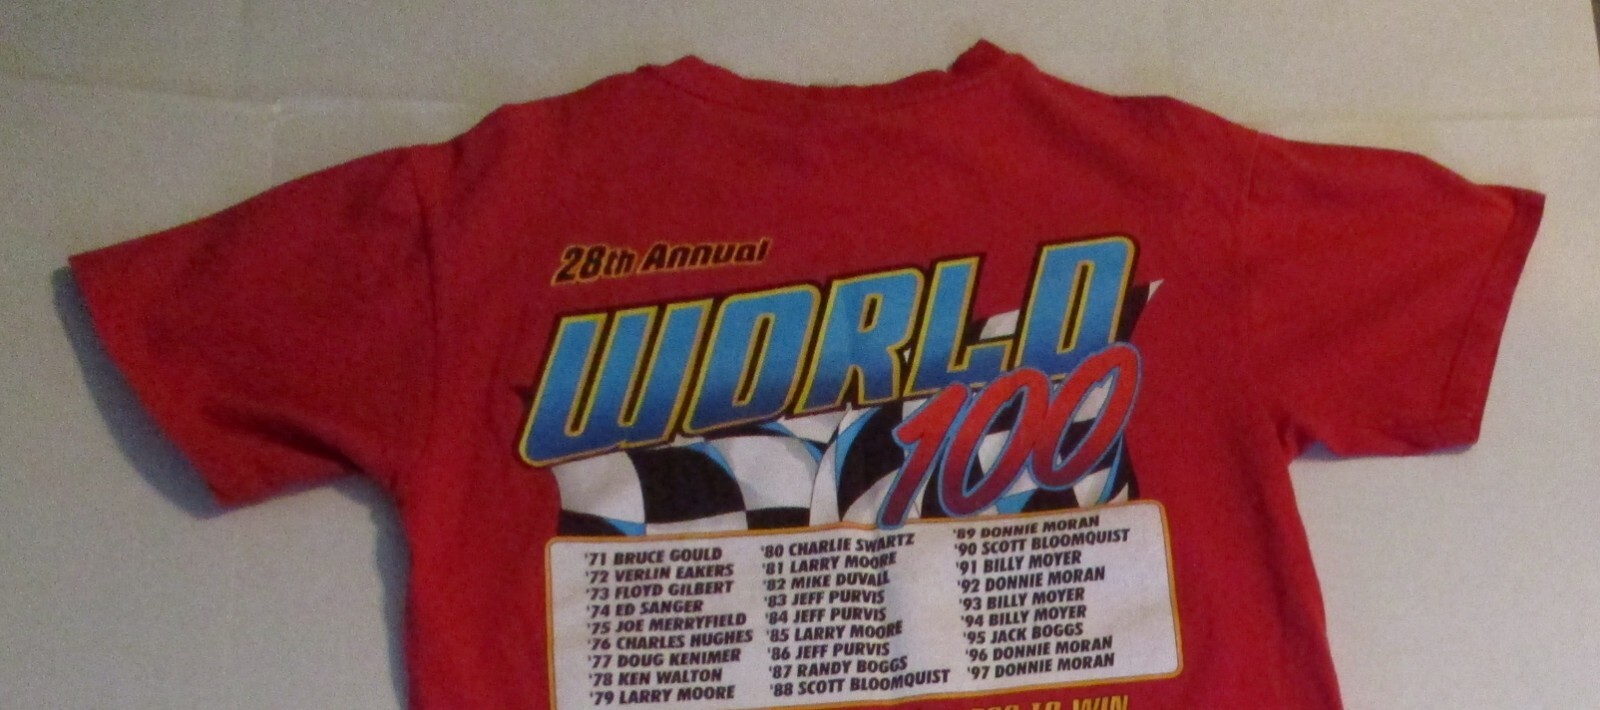 28th Annual
WORLD
100
'71 BRUCE GOULD
'72 VERLIN EAKERS
'73 FLOYD GILBERT
'74 ED SANGER
'75 JOE MERRYFIELD
'76 CHARLES HUGHES
'77 DOUG KENIMER
'78 KEN WALTON
'79 LARRY MOORE
'80 CHARLIE SWARTZ
'81 LARRY MOORE
'82 MIKE DUVALL
'83 JEFF PURVIS
'84 JEFF PURVIS
'85 LARRY MOORE
'86 JEFF PURVIS
'87 RANDY BOGGS
'88 SCOTT BLOOMQUIST
'89 DONNIE MORAN
'90 SCOTT BLOOMQUIST
'91 BILLY MOYER
'92 DONNIE MORAN
'93 BILLY MOYER
'94 BILLY MOYER
'95 JACK BOGGS
'96 DONNIE MORAN
'97 DONNIE MORAN
TO WIN